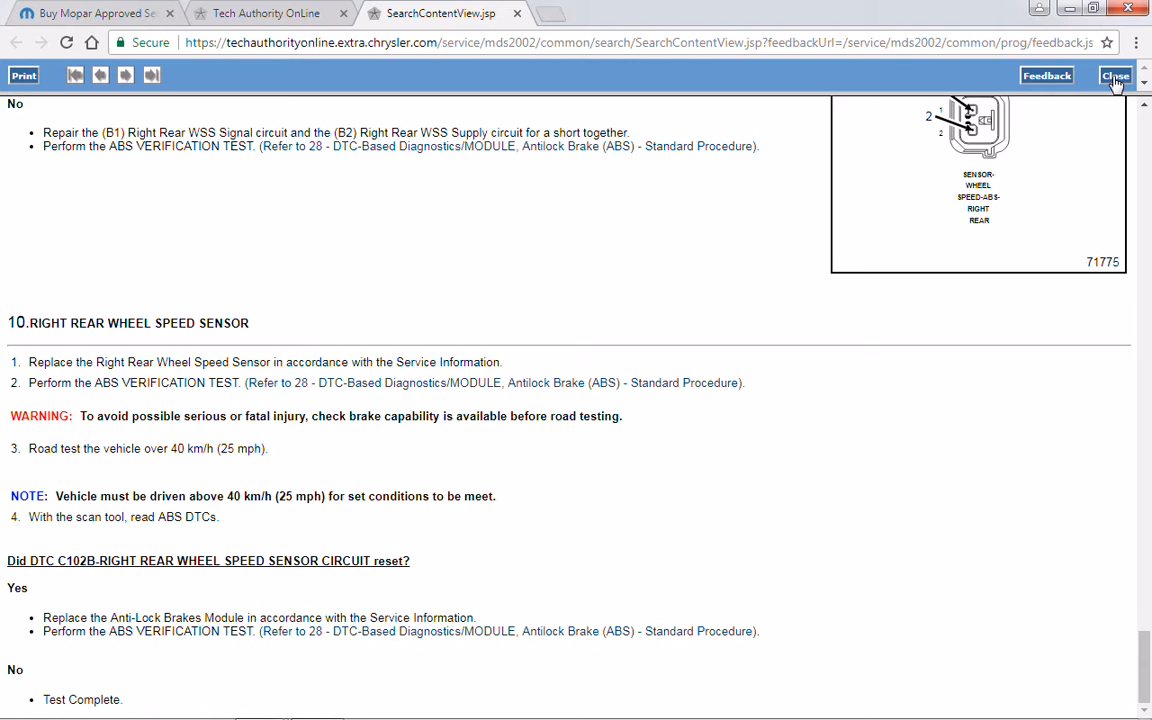 Buy Mopar Approved Se
Tech Authority OnLine
SearchContentView.jsp
Secure
https://techauthorityonline.extra.chrysler.com/service/mds2002/common/search/SearchContentView.jsp?feedbackUrl=/service/mds2002/common/prog/feedback.js
Print
Feedback
Close
No
• Repair the (B1) Right Rear WSS Signal circuit and the (B2) Right Rear WSS Supply circuit for a short together.
• Perform the ABS VERIFICATION TEST. (Refer to 28 - DTC-Based Diagnostics/MODULE, Antilock Brake (ABS) - Standard Procedure).
1
2
2
SENSOR-
WHEEL
SPEED-ABS-
RIGHT
REAR
71775
10.RIGHT REAR WHEEL SPEED SENSOR
1. Replace the Right Rear Wheel Speed Sensor in accordance with the Service Information.
2. Perform the ABS VERIFICATION TEST. (Refer to 28 - DTC-Based Diagnostics/MODULE, Antilock Brake (ABS) - Standard Procedure).
WARNING: To avoid possible serious or fatal injury, check brake capability is available before road testing.
3. Road test the vehicle over 40 km/h (25 mph).
NOTE: Vehicle must be driven above 40 km/h (25 mph) for set conditions to be meet.
4. With the scan tool, read ABS DTCs.
Did DTC C102B-RIGHT REAR WHEEL SPEED SENSOR CIRCUIT reset?
Yes
• Replace the Anti-Lock Brakes Module in accordance with the Service Information.
• Perform the ABS VERIFICATION TEST. (Refer to 28 - DTC-Based Diagnostics/MODULE, Antilock Brake (ABS) - Standard Procedure).
No
• Test Complete.